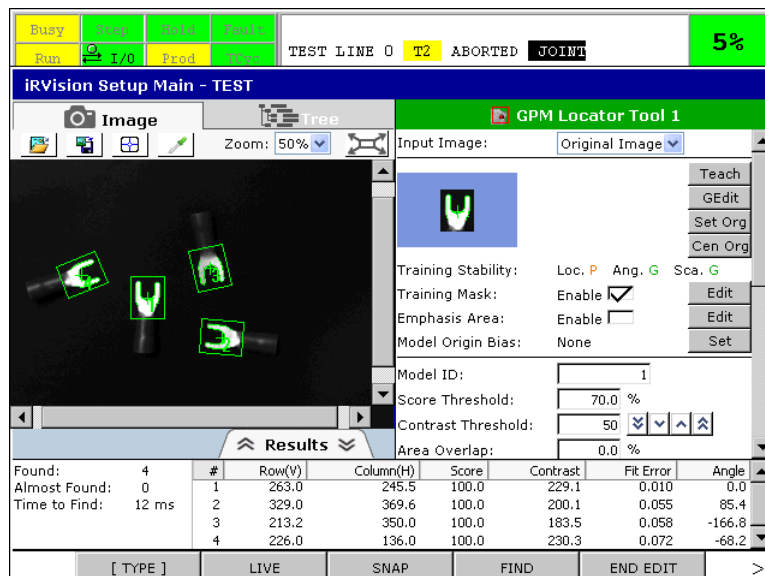 Busy Step Hold Fault
Run I/O Prod TCyc
TEST LINE 0 T2 ABORTED JOINT
5%
iRVision Setup Main - TEST
Image Tree
GPM Locator Tool 1
Zoom: 50%
Input Image: Original Image
Teach
GEdit
Set Org
Cen Org
Training Stability: Loc. P Ang. G Sca. G
Training Mask: Enable Edit
Emphasis Area: Enable Edit
Model Origin Bias: None Set
Model ID: 1
Score Threshold: 70.0 %
Contrast Threshold: 50
Area Overlap: 0.0 %
Results
Found: 4
Almost Found: 0
Time to Find: 12 ms
# Row(V) Column(H) Score Contrast Fit Error Angle
1 263.0 245.5 100.0 229.1 0.010 0.0
2 329.0 369.6 100.0 200.1 0.055 85.4
3 213.2 350.0 100.0 183.5 0.058 -166.8
4 226.0 136.0 100.0 230.3 0.072 -68.2
[ TYPE ] LIVE SNAP FIND END EDIT >